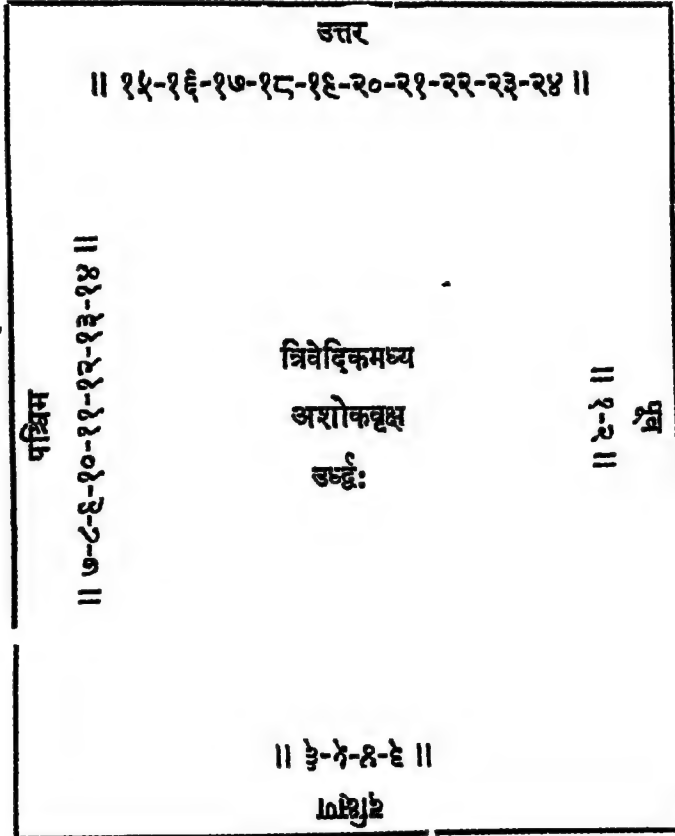 उत्तर
॥ १५-१६-१७-१८-१९-२०-२१-२२-२३-२४ ॥
पश्चिम
॥ ७-८-९-१०-११-१२-१३-१४ ॥
त्रिवेदिकमध्य
अशोकवृक्ष
उर्ध्द्व:
॥ १-२ ॥
पूर्व
॥ ३-४-५-६ ॥
दक्षिण